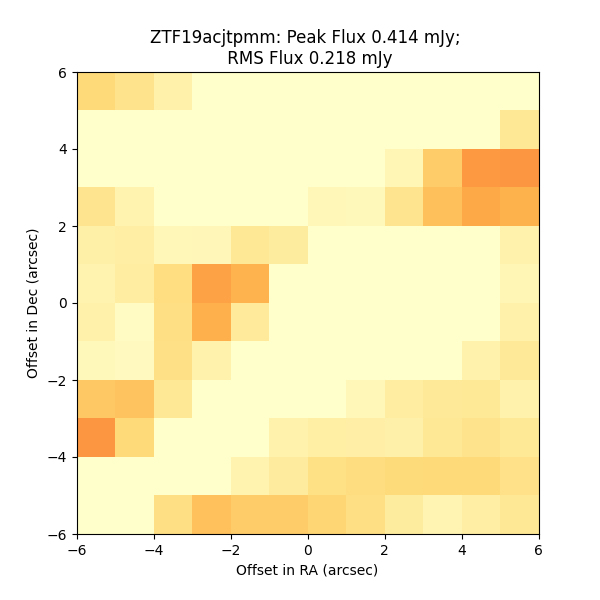 ZTF19acjtpmm: Peak Flux 0.414 mJy;
RMS Flux 0.218 mJy
6
4
2
0
−2
−4
−6
Offset in Dec (arcsec)
−6 −4 −2 0 2 4 6
Offset in RA (arcsec)